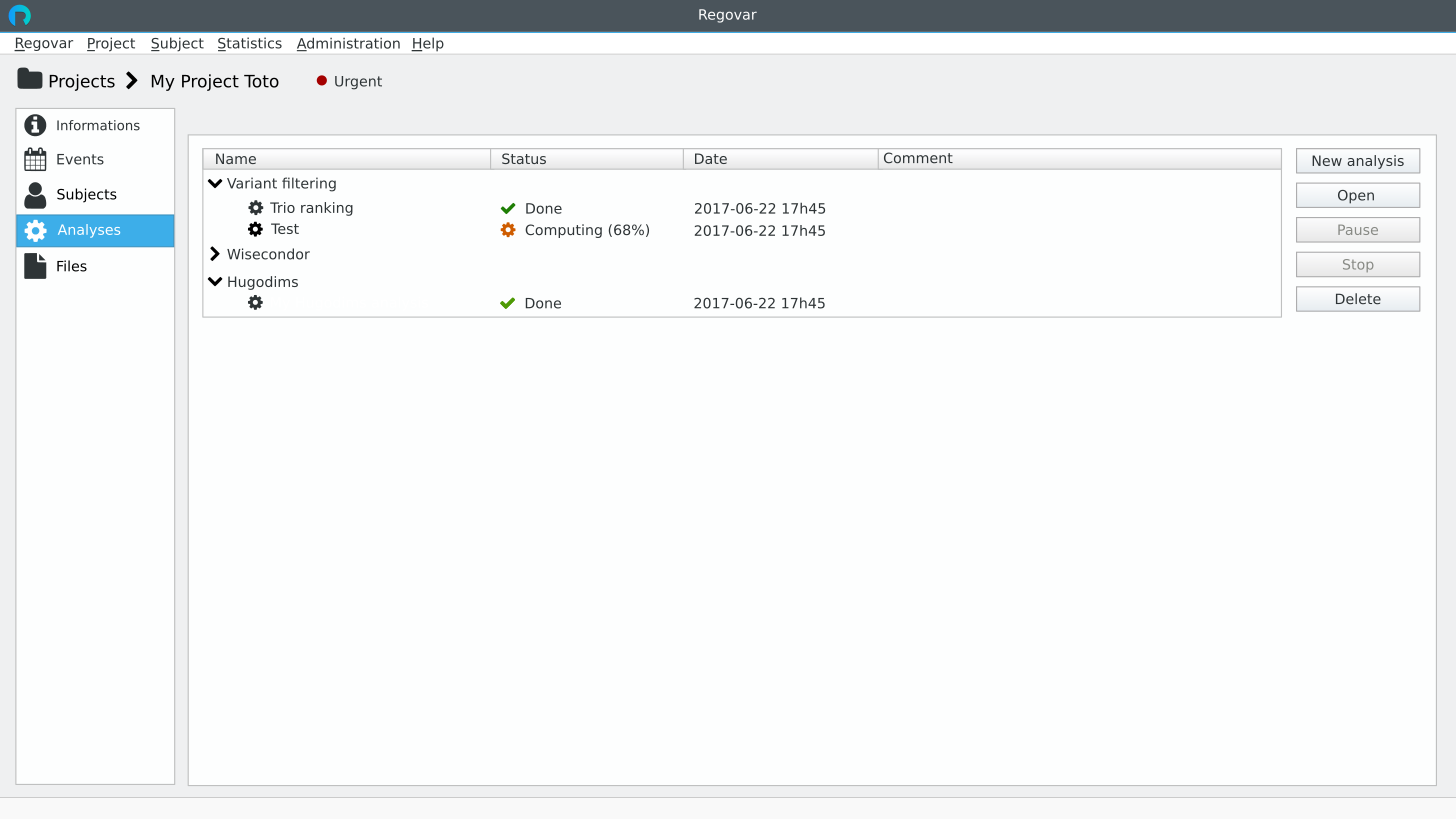 Regovar
Regovar Project Subject Statistics Administration Help
Projects My Project Toto Urgent
Informations
Events
Subjects
Analyses
Files
Name Status Date Comment
Variant filtering
Trio ranking Done 2017-06-22 17h45
Test Computing (68%) 2017-06-22 17h45
Wisecondor
Hugodims
Done 2017-06-22 17h45
New analysis
Open
Pause
Stop
Delete